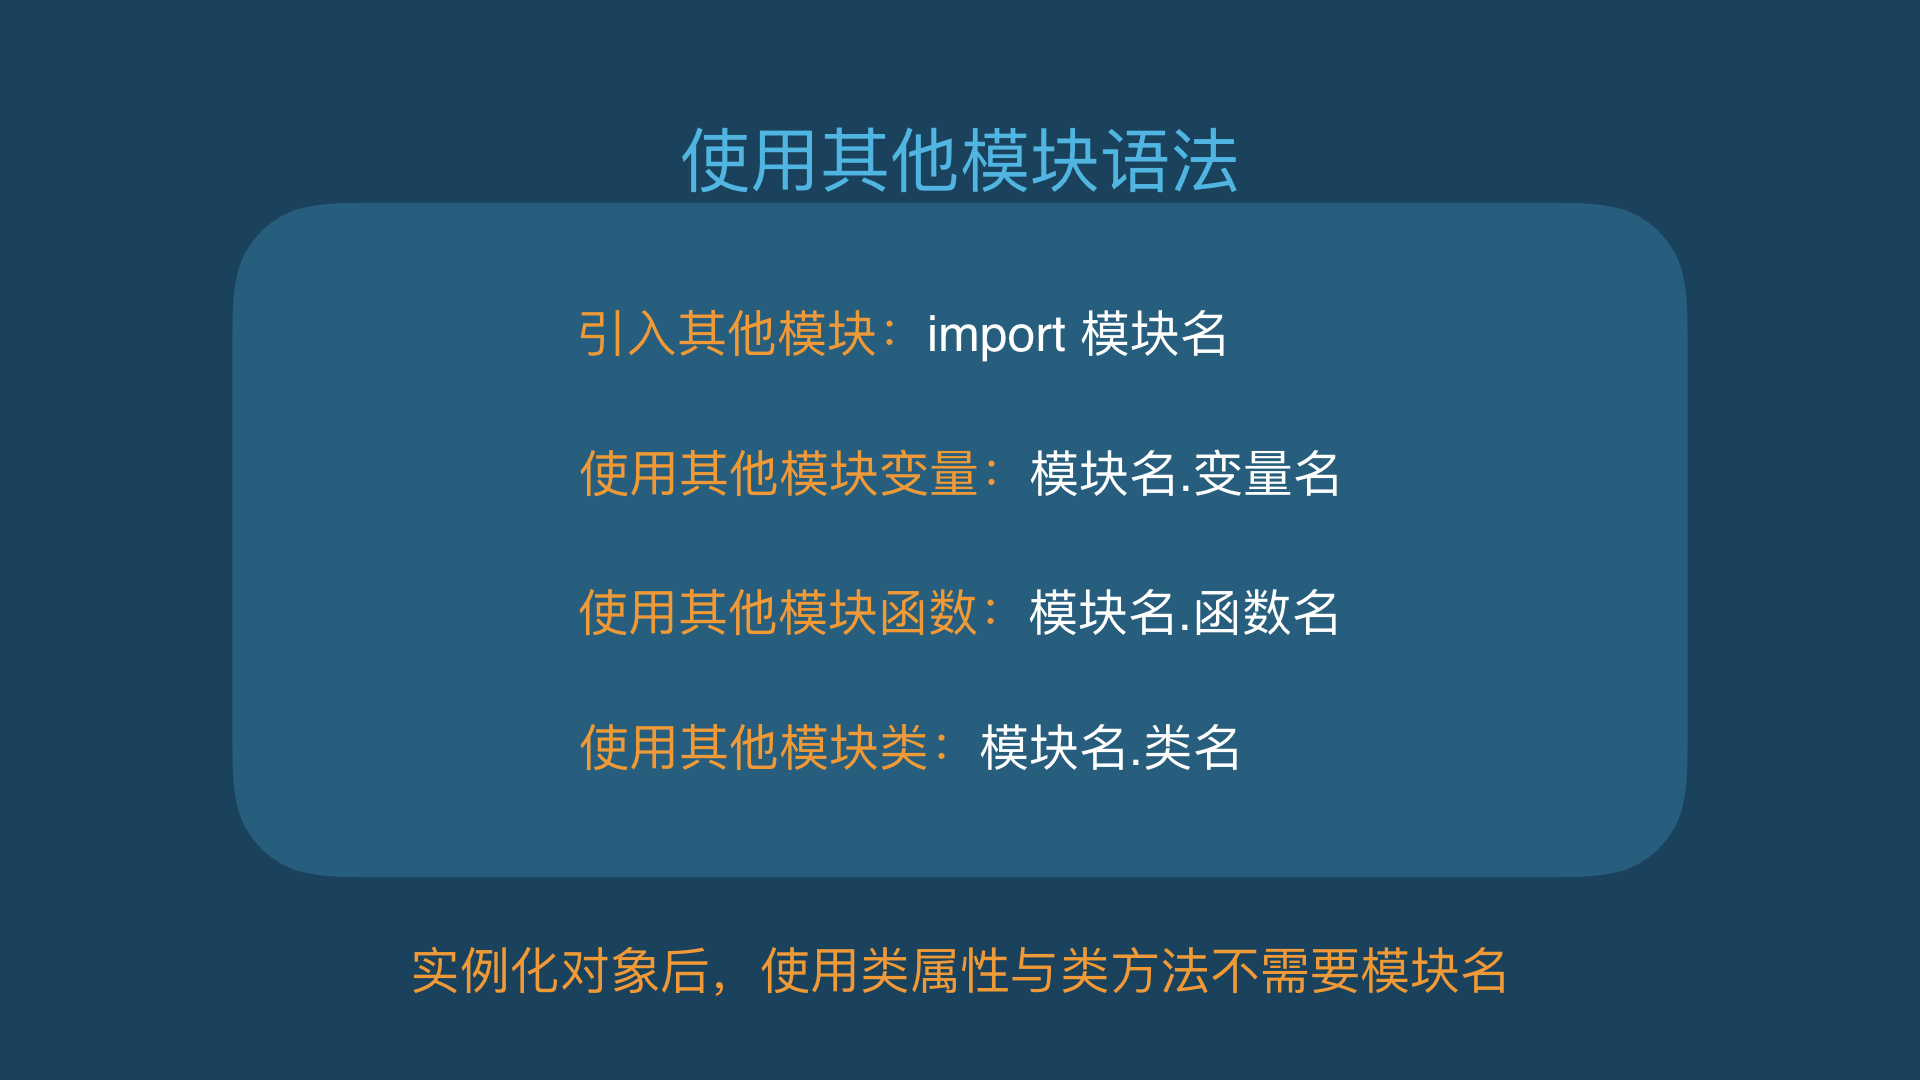 使用其他模块语法
引入其他模块：import 模块名
使用其他模块变量：模块名.变量名
使用其他模块函数：模块名.函数名
使用其他模块类：模块名.类名
实例化对象后，使用类属性与类方法不需要模块名